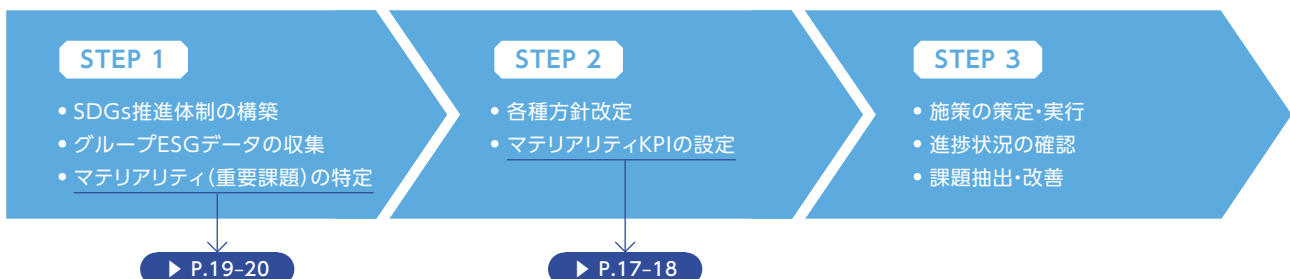 STEP 1
• SDGs推進体制の構築
• グループESGデータの収集
• マテリアリティ(重要課題)の特定
▶ P.19–20
STEP 2
• 各種方針改定
• マテリアリティKPIの設定
▶ P.17–18
STEP 3
• 施策の策定・実行
• 進捗状況の確認
• 課題抽出・改善